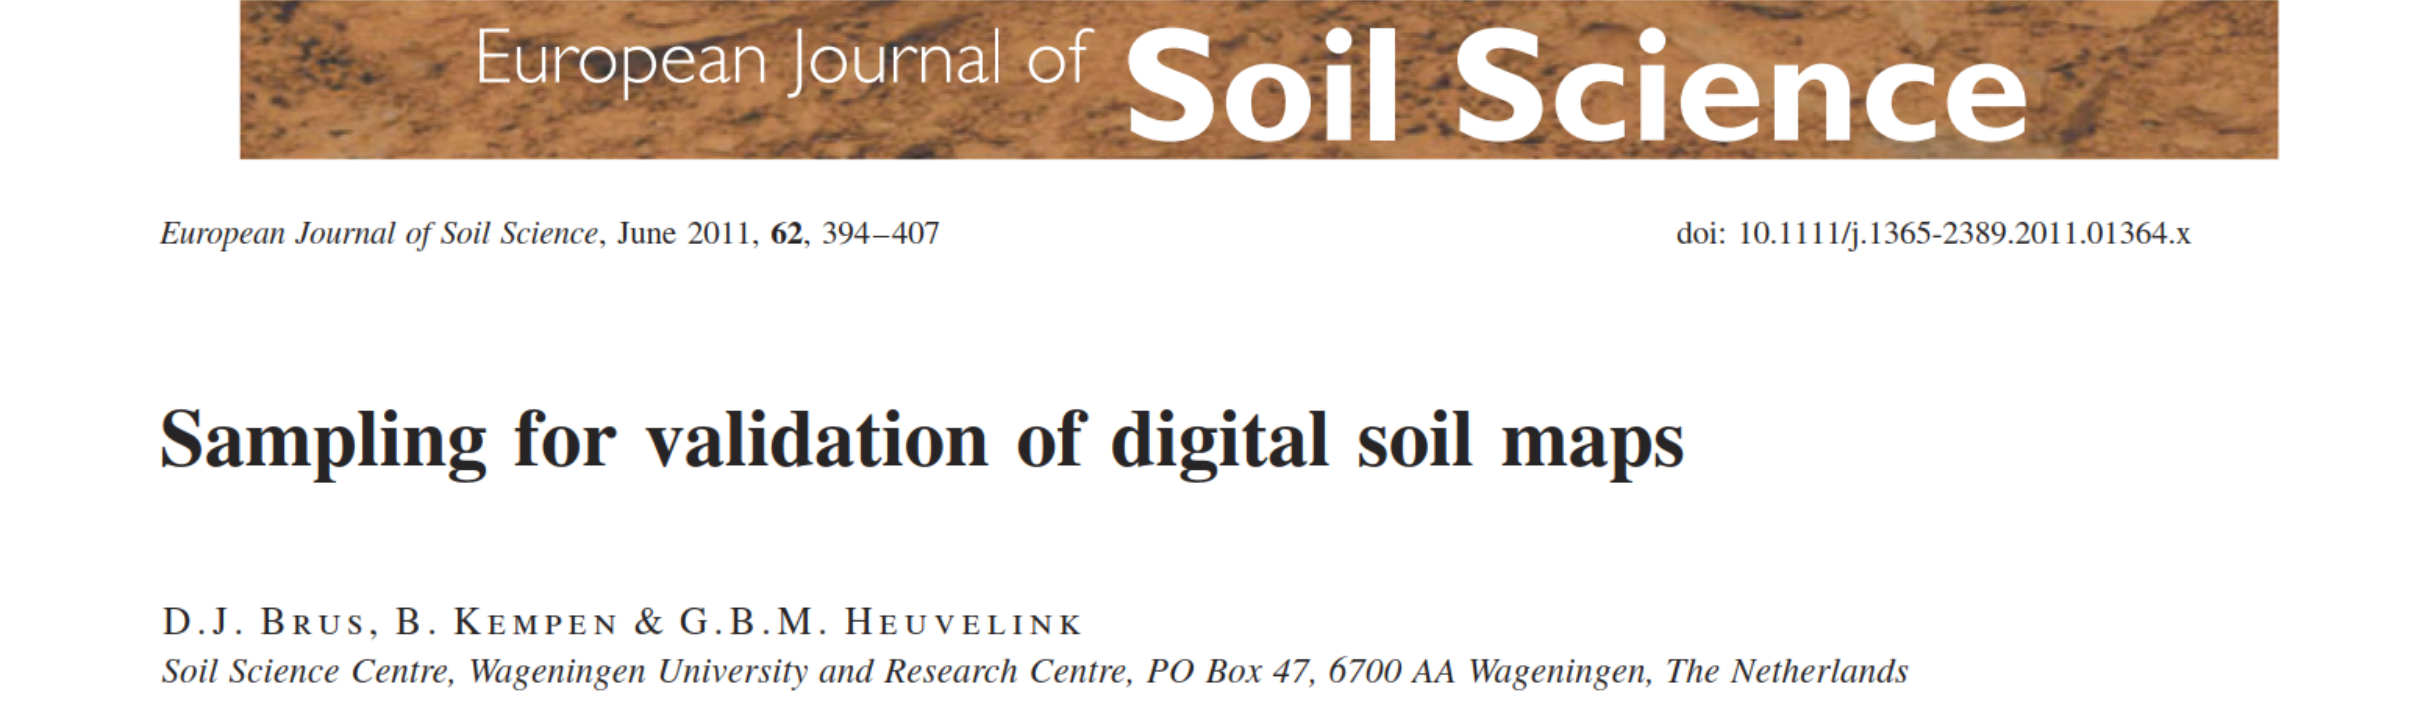 European Journal of Soil Science
European Journal of Soil Science, June 2011, 62, 394–407 doi: 10.1111/j.1365-2389.2011.01364.x
Sampling for validation of digital soil maps
D.J. BRUS, B. KEMPEN & G.B.M. HEUVELINK
Soil Science Centre, Wageningen University and Research Centre, PO Box 47, 6700 AA Wageningen, The Netherlands